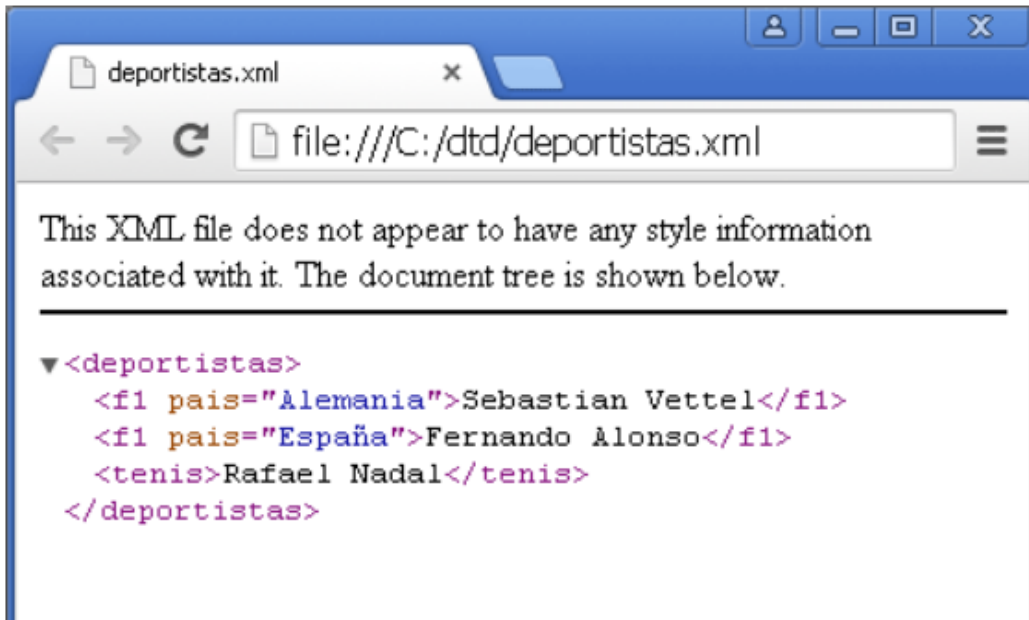 deportistas.xml
file:///C:/dtd/deportistas.xml
This XML file does not appear to have any style information
associated with it. The document tree is shown below.
<deportistas>
<f1 pais="Alemania">Sebastian Vettel</f1>
<f1 pais="España">Fernando Alonso</f1>
<tenis>Rafael Nadal</tenis>
</deportistas>